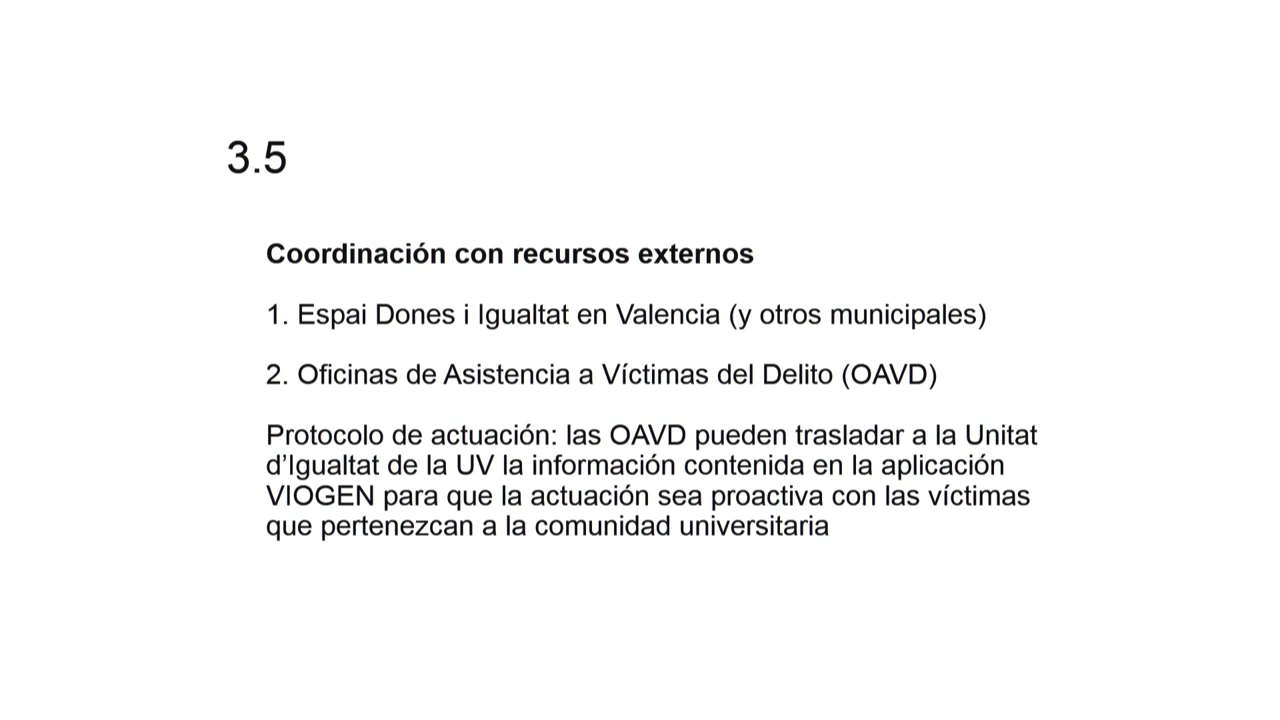 3.5
Coordinación con recursos externos
1. Espai Dones i Igualtat en Valencia (y otros municipales)
2. Oficinas de Asistencia a Víctimas del Delito (OAVD)
Protocolo de actuación: las OAVD pueden trasladar a la Unitat
d’Igualtat de la UV la información contenida en la aplicación
VIOGEN para que la actuación sea proactiva con las víctimas
que pertenezcan a la comunidad universitaria